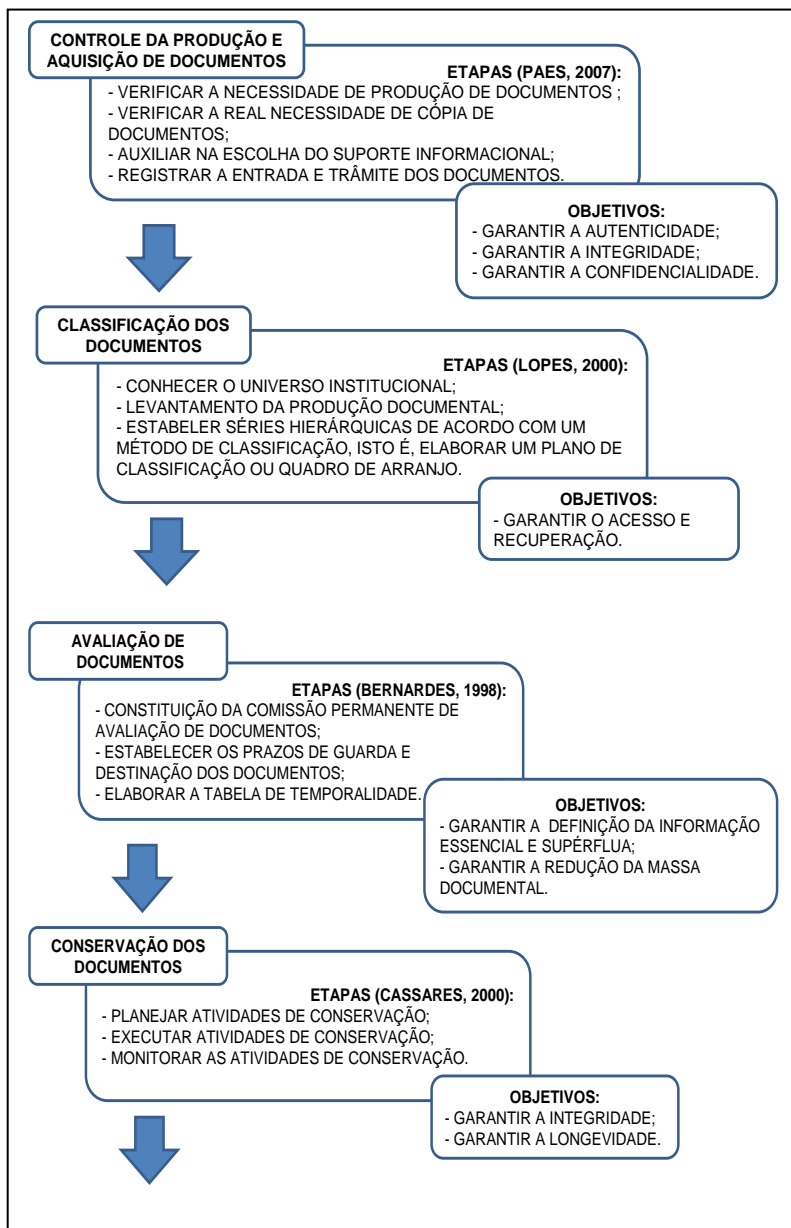 CONTROLE DA PRODUÇÃO E
AQUISIÇÃO DE DOCUMENTOS
ETAPAS (PAES, 2007):
- VERIFICAR A NECESSIDADE DE PRODUÇÃO DE DOCUMENTOS ;
- VERIFICAR A REAL NECESSIDADE DE CÓPIA DE
DOCUMENTOS;
- AUXILIAR NA ESCOLHA DO SUPORTE INFORMACIONAL;
- REGISTRAR A ENTRADA E TRÂMITE DOS DOCUMENTOS.
OBJETIVOS:
- GARANTIR A AUTENTICIDADE;
- GARANTIR A INTEGRIDADE;
- GARANTIR A CONFIDENCIALIDADE.
CLASSIFICAÇÃO DOS
DOCUMENTOS
ETAPAS (LOPES, 2000):
- CONHECER O UNIVERSO INSTITUCIONAL;
- LEVANTAMENTO DA PRODUÇÃO DOCUMENTAL;
- ESTABELER SÉRIES HIERÁRQUICAS DE ACORDO COM UM
MÉTODO DE CLASSIFICAÇÃO, ISTO É, ELABORAR UM PLANO DE
CLASSIFICAÇÃO OU QUADRO DE ARRANJO.
OBJETIVOS:
- GARANTIR O ACESSO E
RECUPERAÇÃO.
AVALIAÇÃO DE
DOCUMENTOS
ETAPAS (BERNARDES, 1998):
- CONSTITUIÇÃO DA COMISSÃO PERMANENTE DE
AVALIAÇÃO DE DOCUMENTOS;
- ESTABELECER OS PRAZOS DE GUARDA E
DESTINAÇÃO DOS DOCUMENTOS;
- ELABORAR A TABELA DE TEMPORALIDADE.
OBJETIVOS:
- GARANTIR A DEFINIÇÃO DA INFORMAÇÃO
ESSENCIAL E SUPÉRFLUA;
- GARANTIR A REDUÇÃO DA MASSA
DOCUMENTAL.
CONSERVAÇÃO DOS
DOCUMENTOS
ETAPAS (CASSARES, 2000):
- PLANEJAR ATIVIDADES DE CONSERVAÇÃO;
- EXECUTAR ATIVIDADES DE CONSERVAÇÃO;
- MONITORAR AS ATIVIDADES DE CONSERVAÇÃO.
OBJETIVOS:
- GARANTIR A INTEGRIDADE;
- GARANTIR A LONGEVIDADE.